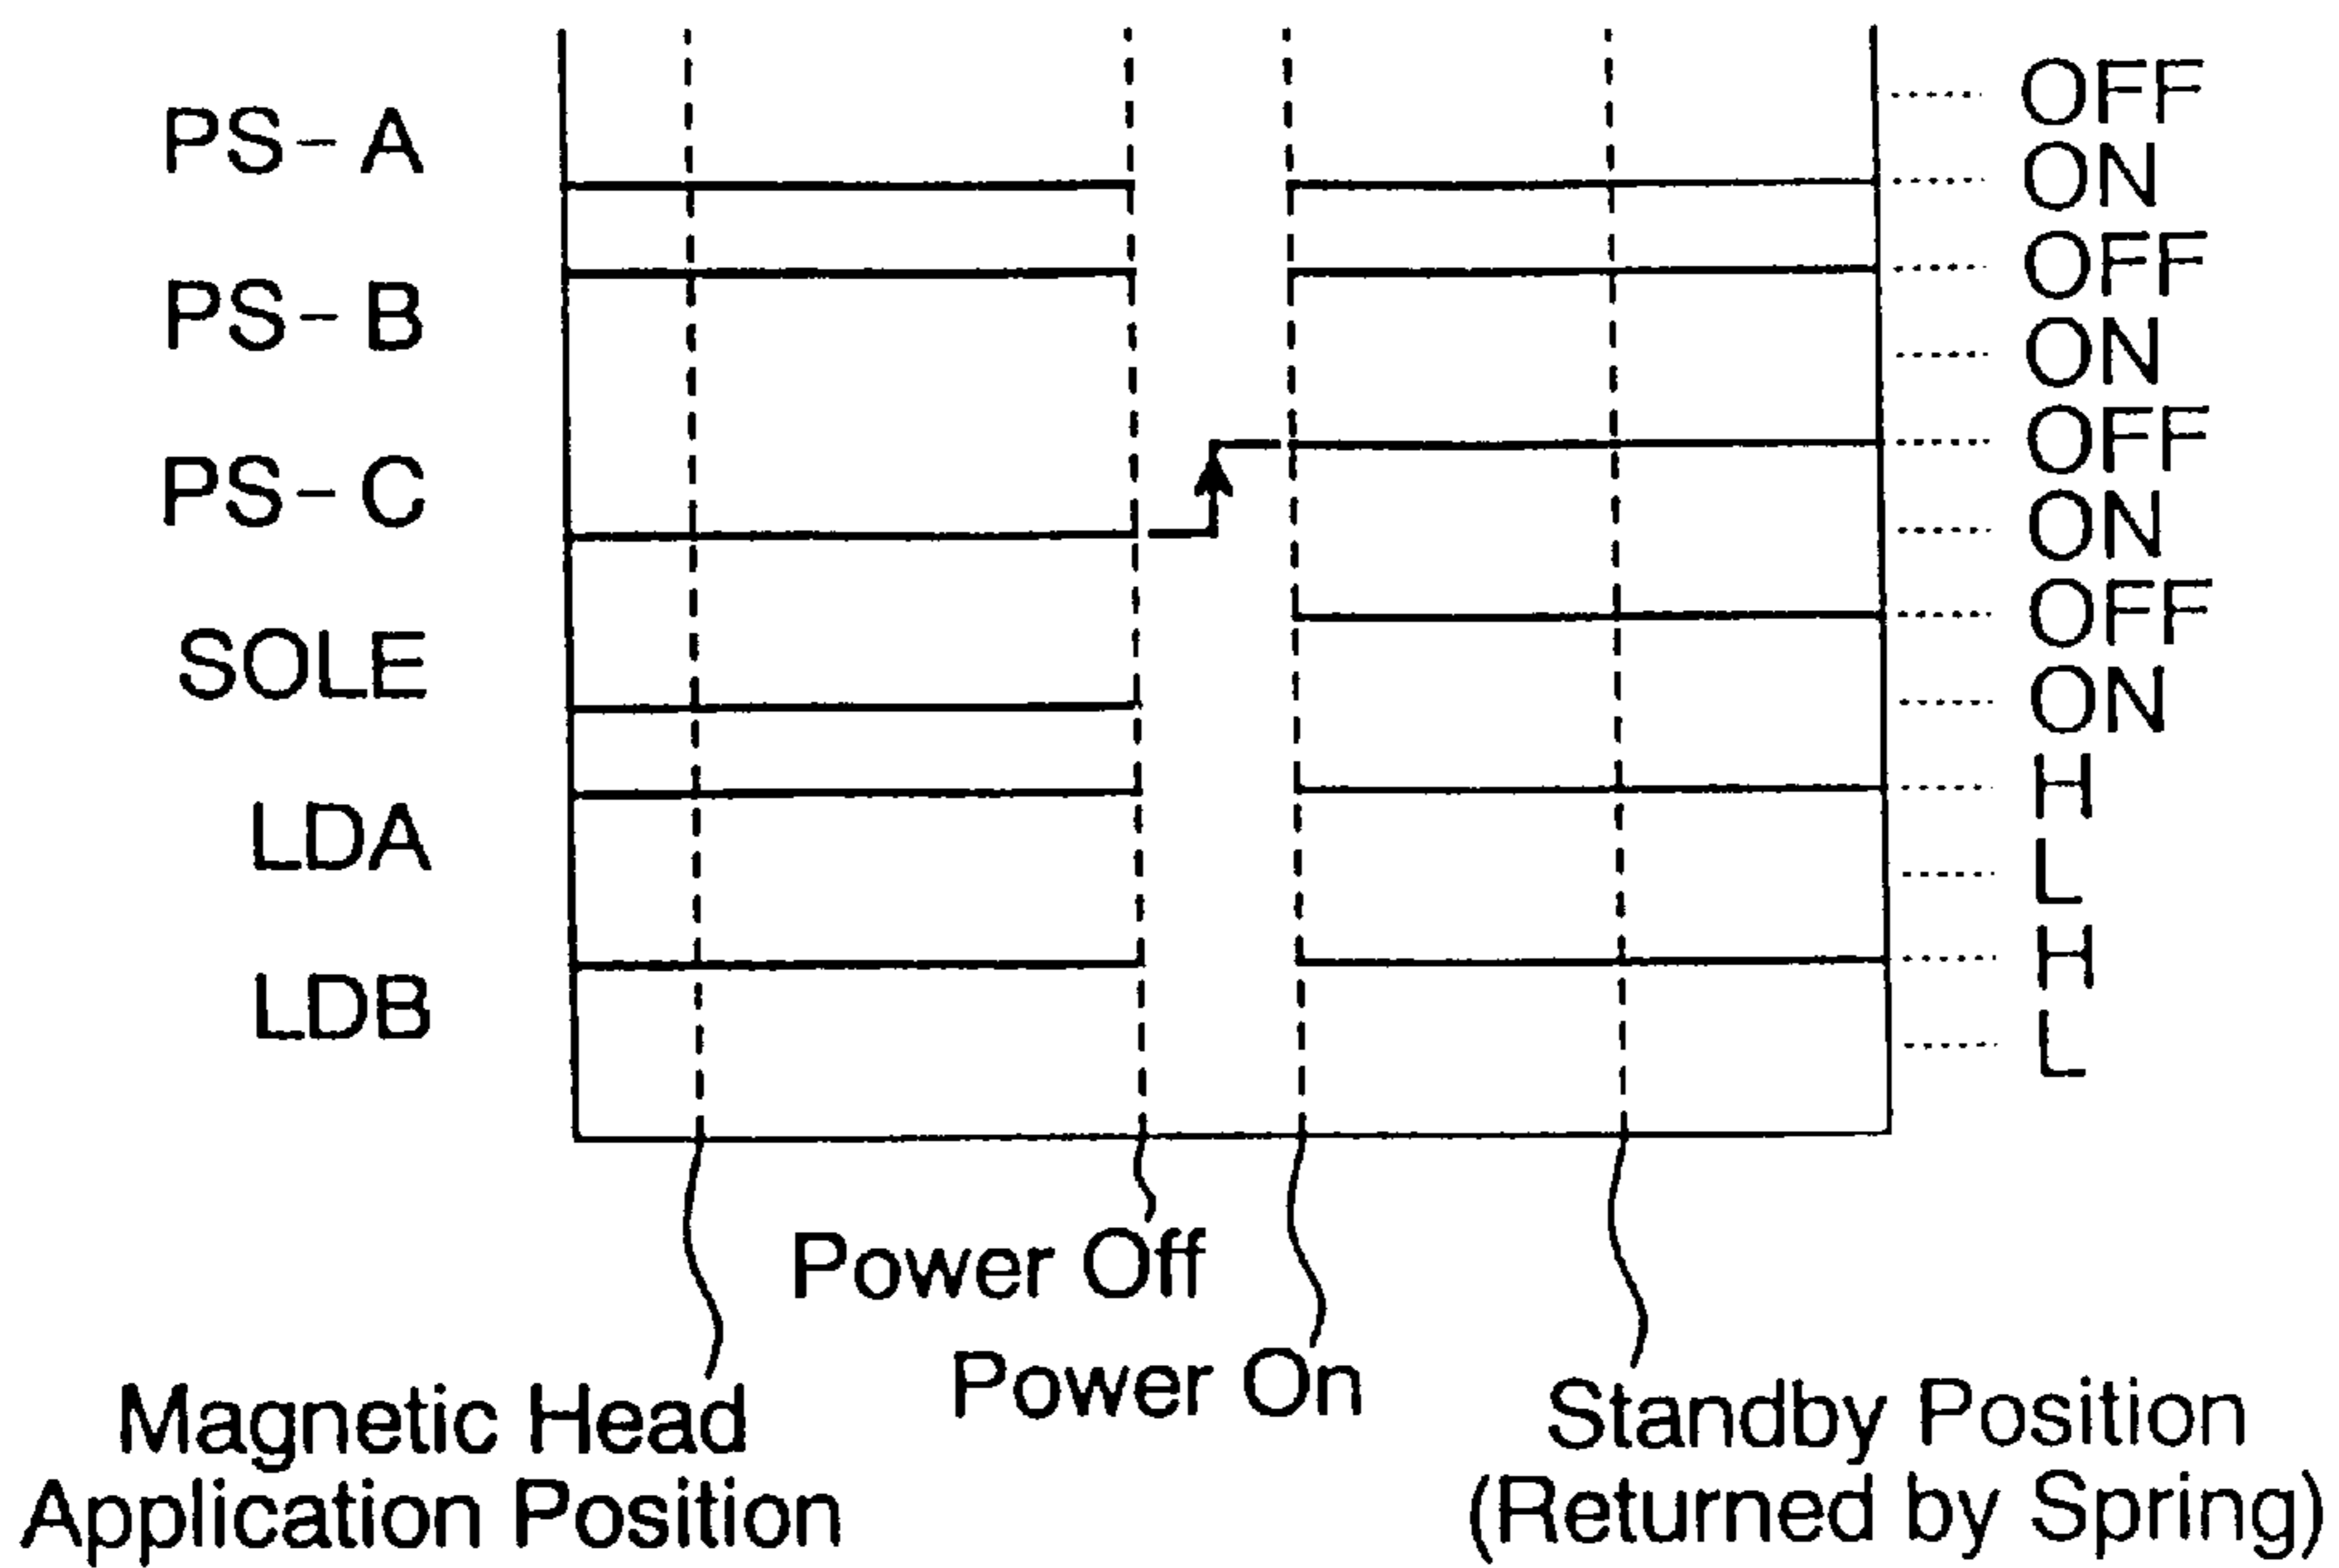 OFF
PS-A
ON
OFF
PS-B
ON
OFF
PS-C
ON
OFF
SOLE
ON
H
LDA
L
H
LDB
L
Power Off
Power On
Magnetic Head
Application Position
Standby Position
(Returned by Spring)